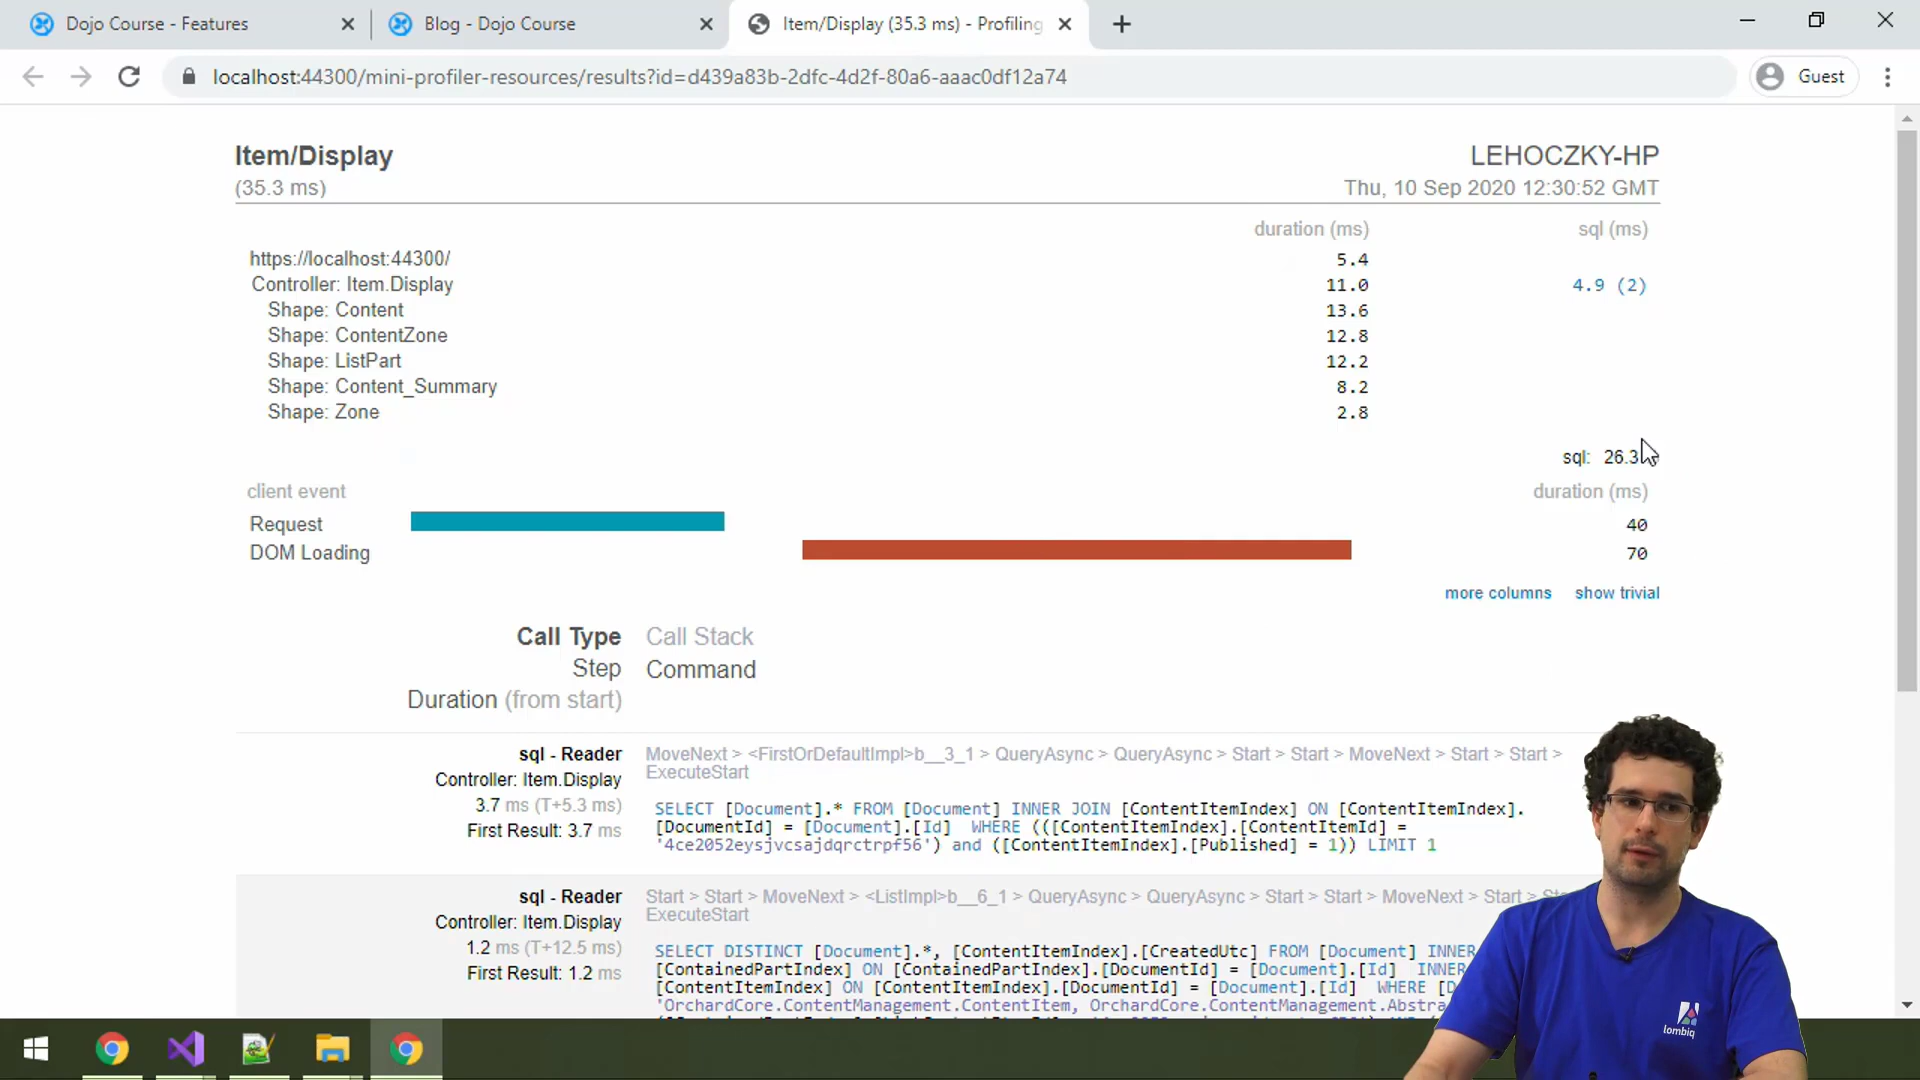 Dojo Course - Features
Blog - Dojo Course
Item/Display (35.3 ms) - Profiling
localhost:44300/mini-profiler-resources/results?id=d439a83b-2dfc-4d2f-80a6-aaac0df12a74
Guest
Item/Display
LEHOCZKY-HP
(35.3 ms)
Thu, 10 Sep 2020 12:30:52 GMT
duration (ms) sql (ms)
https://localhost:44300/ 5.4
Controller: Item.Display 11.0 4.9 (2)
Shape: Content 13.6
Shape: ContentZone 12.8
Shape: ListPart 12.2
Shape: Content_Summary 8.2
Shape: Zone 2.8
sql: 26.3
client event duration (ms)
Request 40
DOM Loading 70
more columns show trivial
Call Type Call Stack
Step Command
Duration (from start)
sql - Reader
Controller: Item.Display
3.7 ms (T+5.3 ms)
First Result: 3.7 ms
MoveNext > <FirstOrDefaultImpl>b__3_1 > QueryAsync > QueryAsync > Start > Start > MoveNext > Start > Start >
ExecuteStart
SELECT [Document].* FROM [Document] INNER JOIN [ContentItemIndex] ON [ContentItemIndex].
[DocumentId] = [Document].[Id] WHERE (([ContentItemIndex].[ContentItemId] =
'4ce2052eysjvcsajdqrctrpf56') and ([ContentItemIndex].[Published] = 1)) LIMIT 1
sql - Reader
Controller: Item.Display
1.2 ms (T+12.5 ms)
First Result: 1.2 ms
Start > Start > MoveNext > <ListImpl>b__6_1 > QueryAsync > QueryAsync > Start > Start > MoveNext > Start >
ExecuteStart
SELECT DISTINCT [Document].*, [ContentItemIndex].[CreatedUtc] FROM [Document] INNER
[ContainedPartIndex] ON [ContainedPartIndex].[DocumentId] = [Document].[Id] INNER
[ContentItemIndex] ON [ContentItemIndex].[DocumentId] = [Document].[Id] WHERE
'OrchardCore.ContentManagement.ContentItem, OrchardCore.ContentManagement.Abstra
lombiq